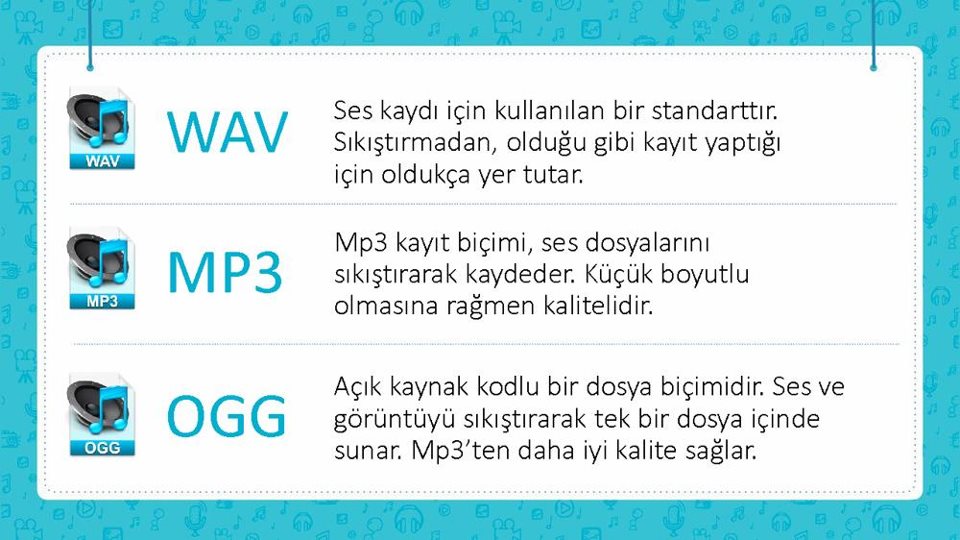 WAV
WAV
Ses kaydı için kullanılan bir standarttır.
Sıkıştırmadan, olduğu gibi kayıt yaptığı
için oldukça yer tutar.
MP3
MP3
Mp3 kayıt biçimi, ses dosyalarını
sıkıştırarak kaydeder. Küçük boyutlu
olmasına rağmen kalitelidir.
OGG
OGG
Açık kaynak kodlu bir dosya biçimidir. Ses ve
görüntüyü sıkıştırarak tek bir dosya içinde
sunar. Mp3’ten daha iyi kalite sağlar.